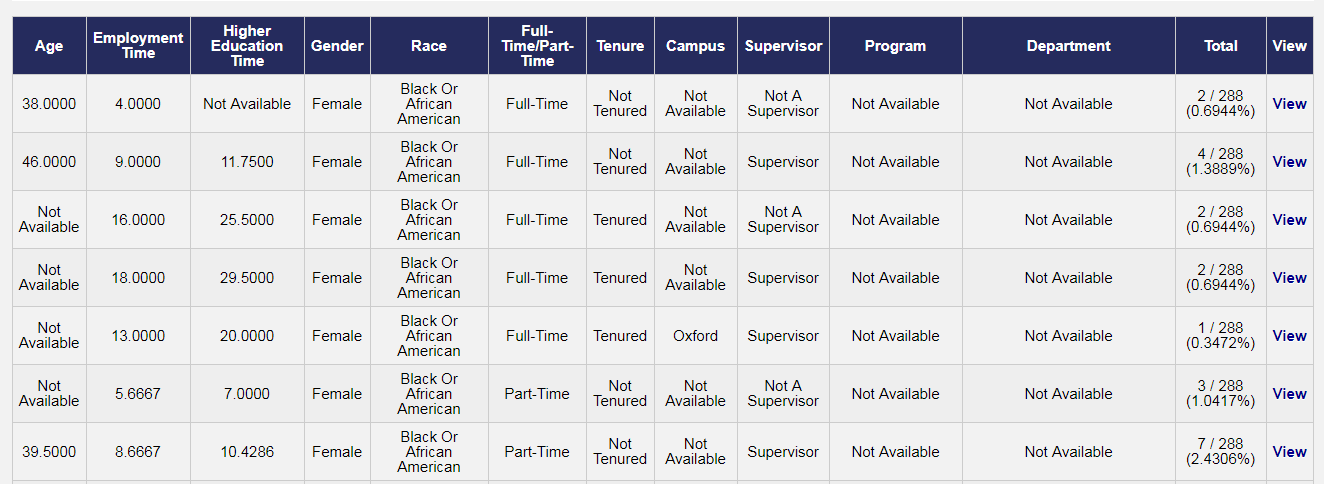 Age Employment Time Higher Education Time Gender Race Full-Time/Part-Time Tenure Campus Supervisor Program Department Total View
38.0000 4.0000 Not Available Female Black Or African American Full-Time Not Tenured Not Available Not A Supervisor Not Available Not Available 2 / 288 (0.6944%) View
46.0000 9.0000 11.7500 Female Black Or African American Full-Time Not Tenured Not Available Supervisor Not Available Not Available 4 / 288 (1.3889%) View
Not Available 16.0000 25.5000 Female Black Or African American Full-Time Tenured Not Available Not A Supervisor Not Available Not Available 2 / 288 (0.6944%) View
Not Available 18.0000 29.5000 Female Black Or African American Full-Time Tenured Not Available Supervisor Not Available Not Available 2 / 288 (0.6944%) View
Not Available 13.0000 20.0000 Female Black Or African American Full-Time Tenured Oxford Supervisor Not Available Not Available 1 / 288 (0.3472%) View
Not Available 5.6667 7.0000 Female Black Or African American Part-Time Not Tenured Not Available Not A Supervisor Not Available Not Available 3 / 288 (1.0417%) View
39.5000 8.6667 10.4286 Female Black Or African American Part-Time Not Tenured Not Available Supervisor Not Available Not Available 7 / 288 (2.4306%) View